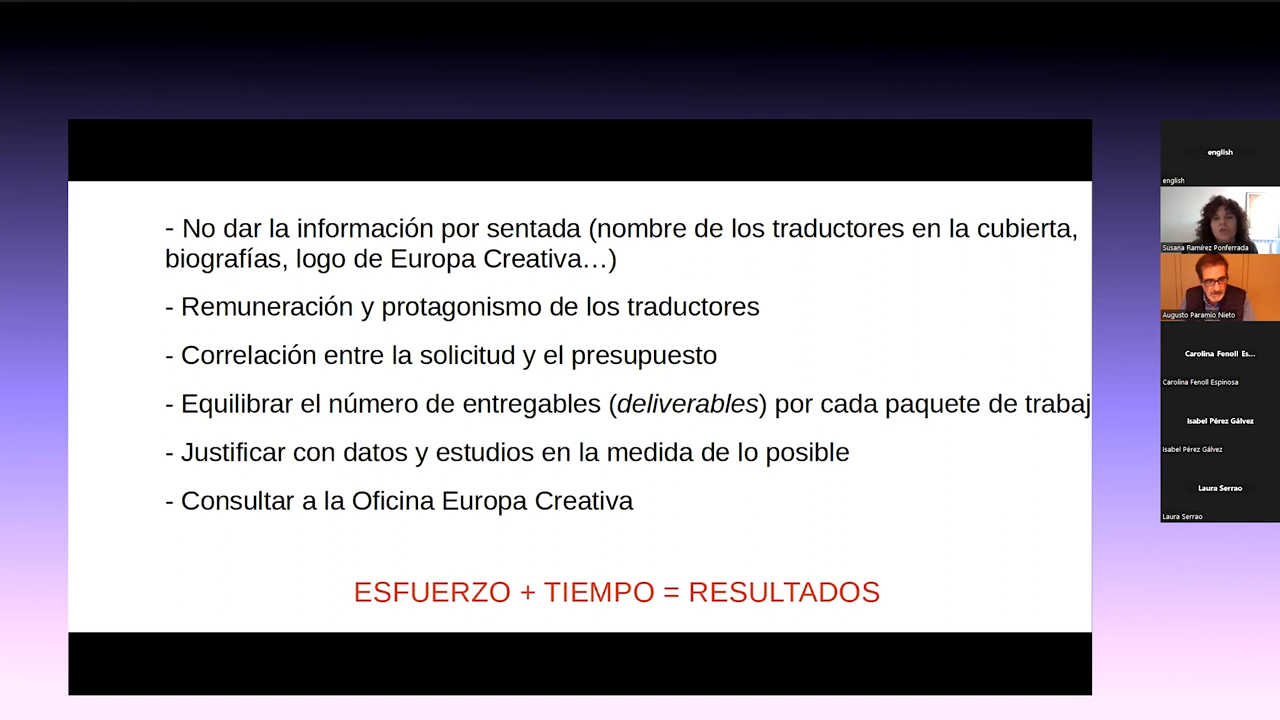 - No dar la información por sentada (nombre de los traductores en la cubierta,
biografías, logo de Europa Creativa…)
- Remuneración y protagonismo de los traductores
- Correlación entre la solicitud y el presupuesto
- Equilibrar el número de entregables (deliverables) por cada paquete de trabaj
- Justificar con datos y estudios en la medida de lo posible
- Consultar a la Oficina Europa Creativa
ESFUERZO + TIEMPO = RESULTADOS
english
english
Susana Ramírez Ponferrada
Augusto Paramio Nieto
Carolina Fenoll Es...
Carolina Fenoll Espinosa
Isabel Pérez Gálvez
Isabel Pérez Gálvez
Laura Serrao
Laura Serrao